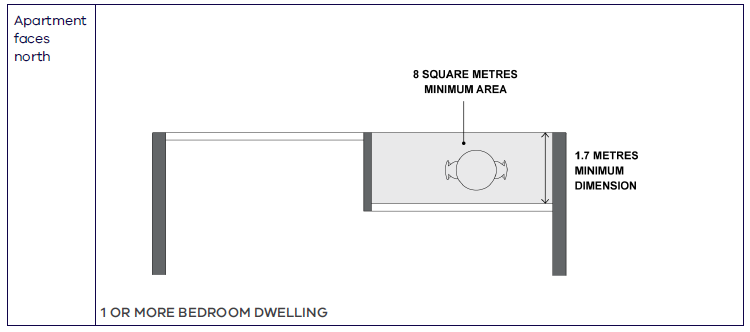 Apartment
faces
north
8 SQUARE METRES
MINIMUM AREA
1.7 METRES
MINIMUM
DIMENSION
1 OR MORE BEDROOM DWELLING